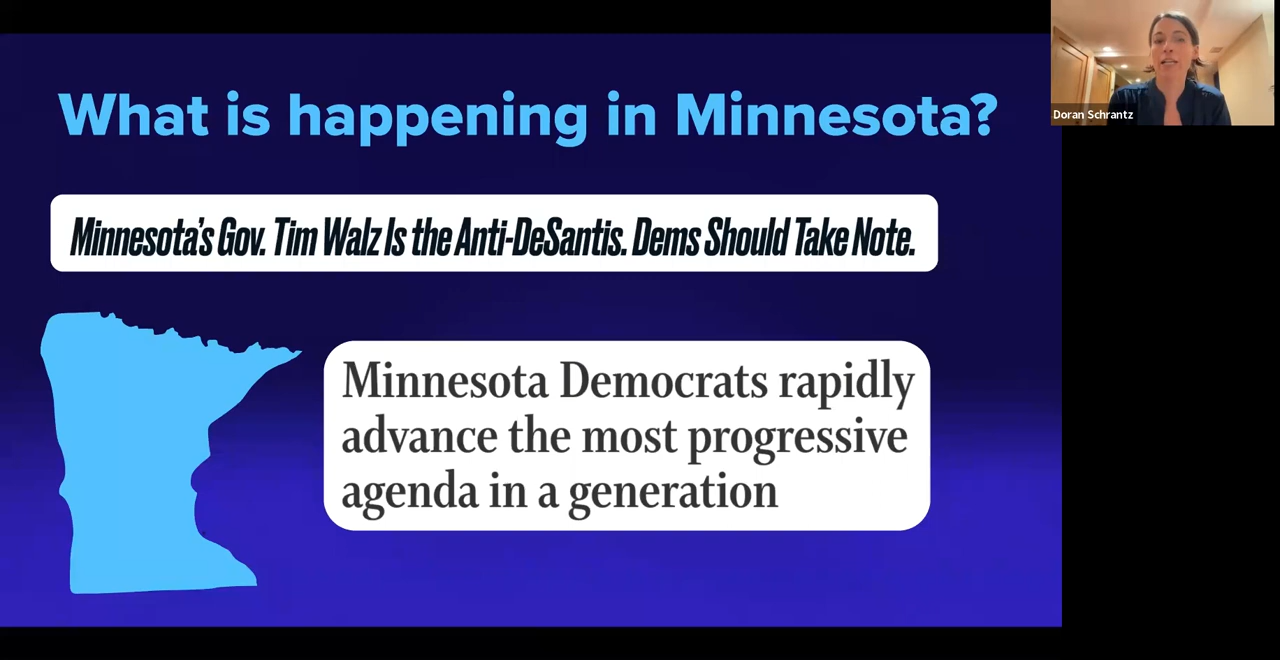 What is happening in Minnesota?
Doran Schrantz
Minnesota's Gov. Tim Walz Is the Anti-DeSantis. Dems Should Take Note.
Minnesota Democrats rapidly
advance the most progressive
agenda in a generation